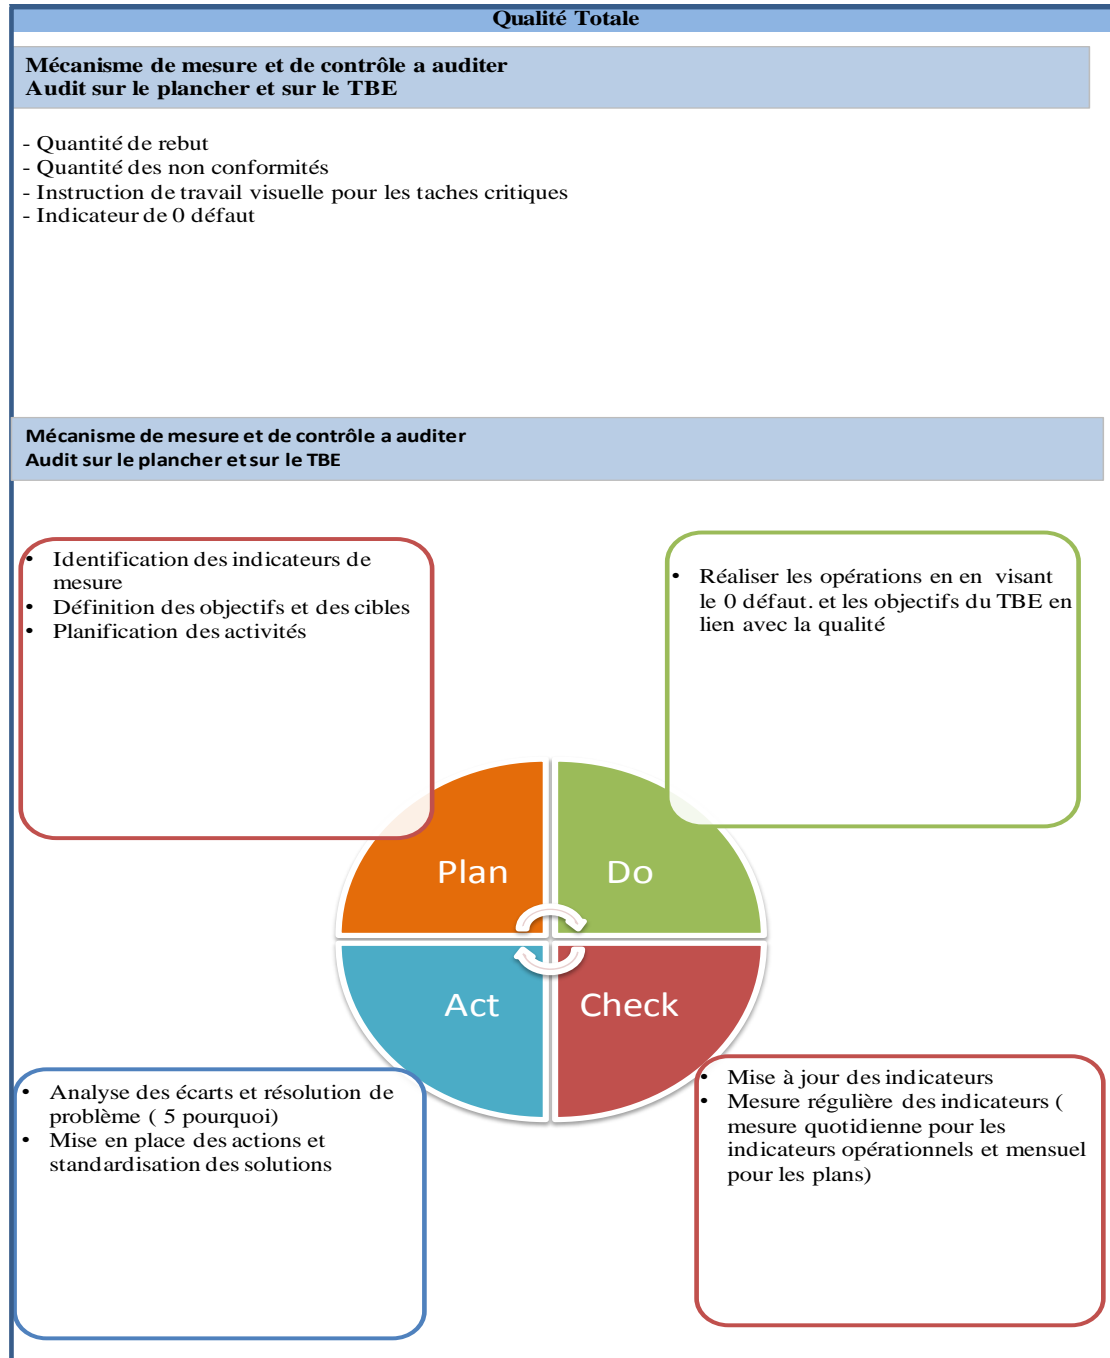 Qualité Totale
Mécanisme de mesure et de contrôle a auditer
Audit sur le plancher et sur le TBE
- Quantité de rebut
- Quantité des non conformités
- Instruction de travail visuelle pour les taches critiques
- Indicateur de 0 défaut
Mécanisme de mesure et de contrôle a auditer
Audit sur le plancher et sur le TBE
• Identification des indicateurs de
mesure
• Définition des objectifs et des cibles
• Planification des activités
• Réaliser les opérations en en visant
le 0 défaut. et les objectifs du TBE en
lien avec la qualité
Plan
Do
Act
Check
• Analyse des écarts et résolution de
problème ( 5 pourquoi)
• Mise en place des actions et
standardisation des solutions
• Mise à jour des indicateurs
• Mesure régulière des indicateurs (
mesure quotidienne pour les
indicateurs opérationnels et mensuel
pour les plans)